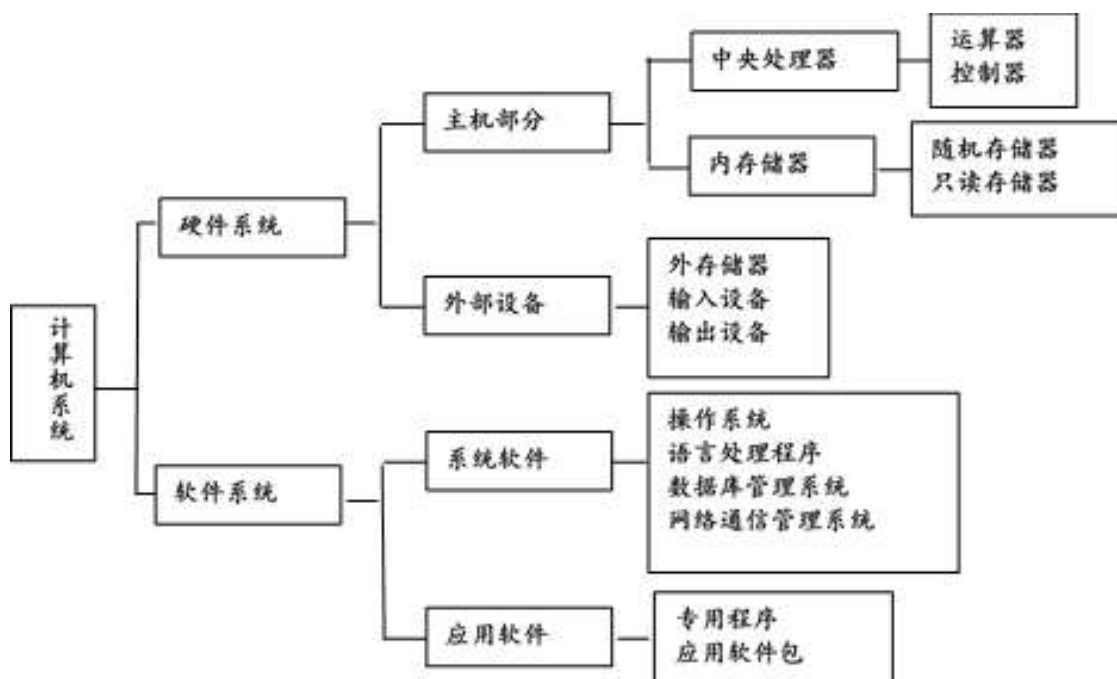 计算机系统
硬件系统
主机部分
中央处理器
运算器
控制器
内存储器
随机存储器
只读存储器
外部设备
外存储器
输入设备
输出设备
软件系统
系统软件
操作系统
语言处理程序
数据库管理系统
网络通信管理系统
应用软件
专用程序
应用软件包